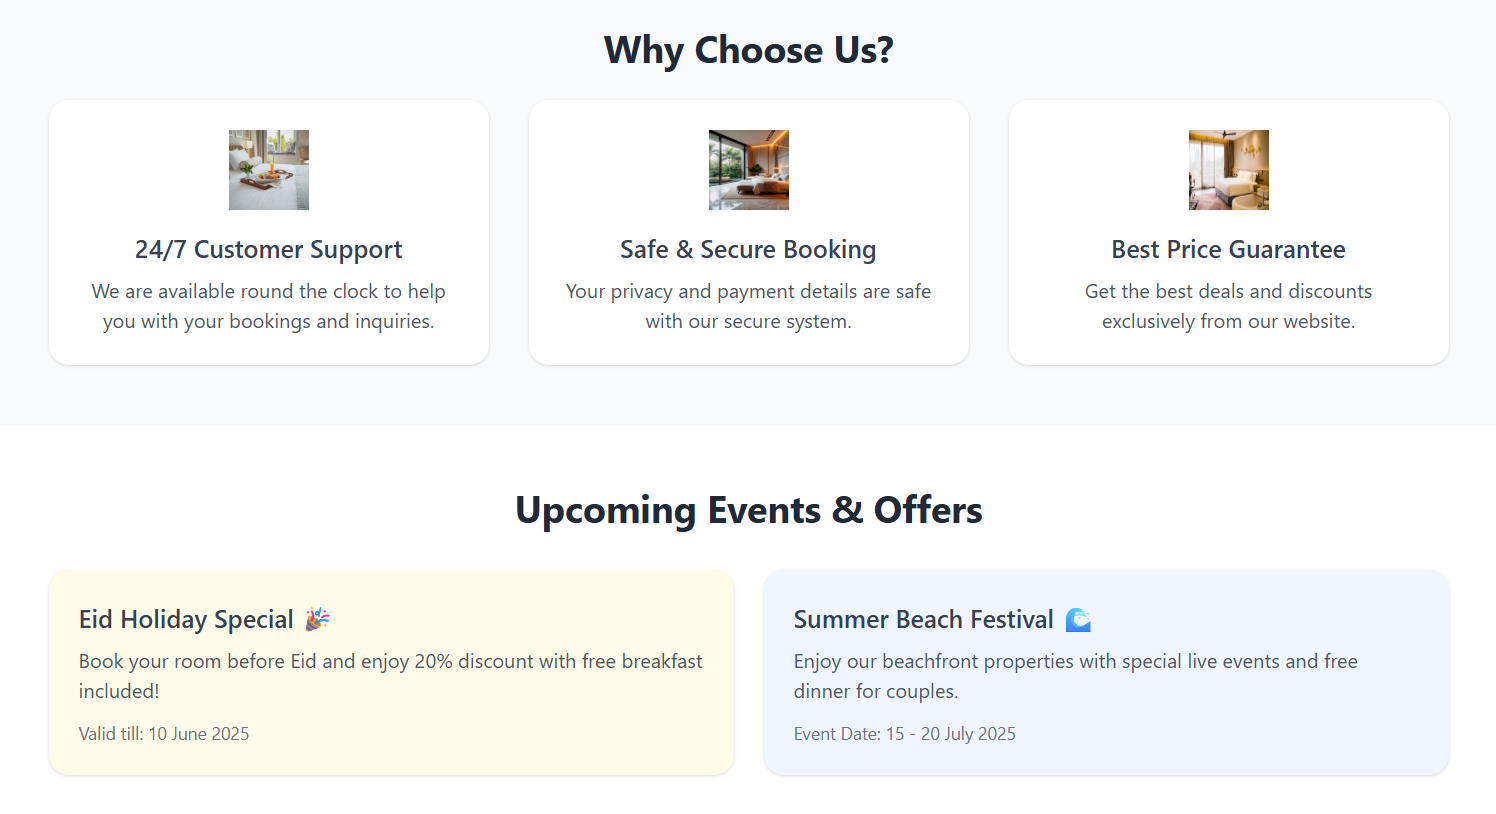 Why Choose Us?
24/7 Customer Support
We are available round the clock to help
you with your bookings and inquiries.
Safe & Secure Booking
Your privacy and payment details are safe
with our secure system.
Best Price Guarantee
Get the best deals and discounts
exclusively from our website.
Upcoming Events & Offers
Eid Holiday Special 🎉
Book your room before Eid and enjoy 20% discount with free breakfast
included!
Valid till: 10 June 2025
Summer Beach Festival 🌊
Enjoy our beachfront properties with special live events and free
dinner for couples.
Event Date: 15 - 20 July 2025